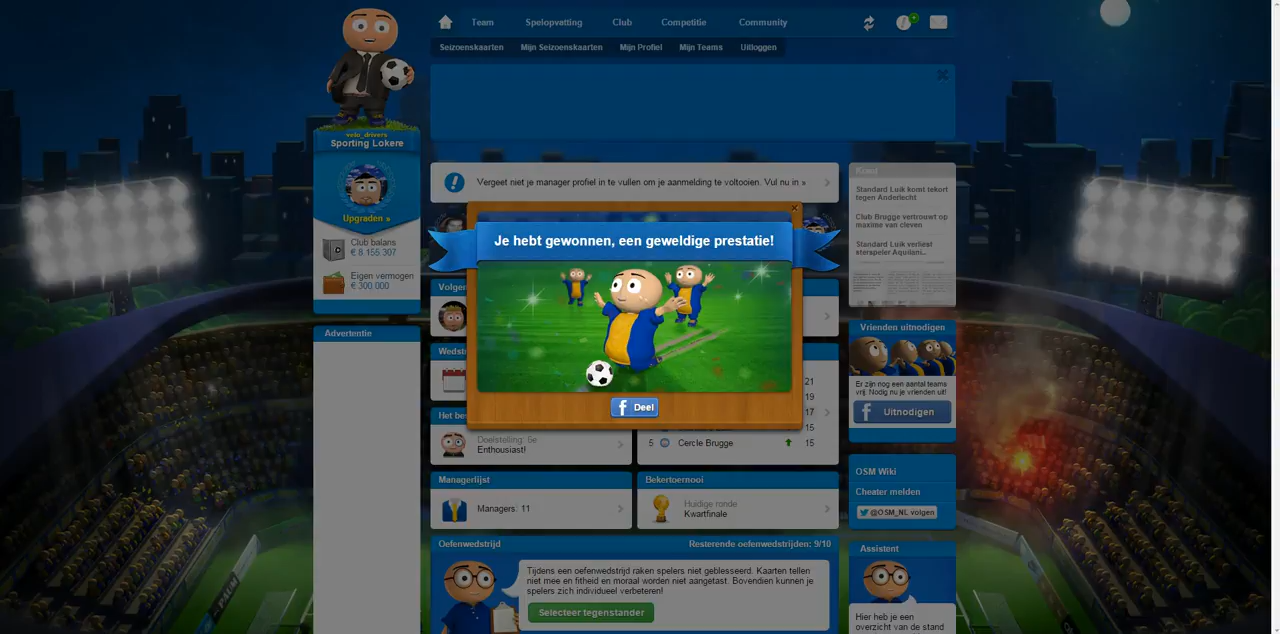 Team
Spelopvatting
Club
Competitie
Community
Seizoenskaarten
Mijn Seizoenskaarten
Mijn Profiel
Mijn Teams
Uitloggen
velo_drivers
Sporting Lokere
Upgraden »
Club balans
€ 8.155.307
Eigen vermogen
€ 300.000
Advertentie
Vergeet niet je manager profiel in te vullen om je aanmelding te voltooien. Vul nu in »
Je hebt gewonnen, een geweldige prestatie!
Deel
Volgen
Wedstr
Het be
Doelstelling: 5e
Enthousiast!
21
19
17
15
5 Cercle Brugge 15
Managerlijst
Managers: 11
Bekertoernooi
Huidige ronde
Kwartfinale
Oefenwedstrijd
Resterende oefenwedstrijden: 9/10
Tijdens een oefenwedstrijd raken spelers niet geblesseerd. Kaarten tellen
niet mee en fitheid en moraal worden niet aangetast. Bovendien kunnen je
spelers zich individueel verbeteren!
Selecteer tegenstander
Krant
Standard Luik komt tekort
tegen Anderlecht
Club Brugge vertrouwt op
maxime van cleven
Standard Luik verliest
sterspeler Aquilani...
Vrienden uitnodigen
Er zijn nog een aantal teams
vrij. Nodig nu je vrienden uit!
Uitnodigen
OSM Wiki
Cheater melden
@OSM_NL volgen
Assistent
Hier heb je een
overzicht van de stand